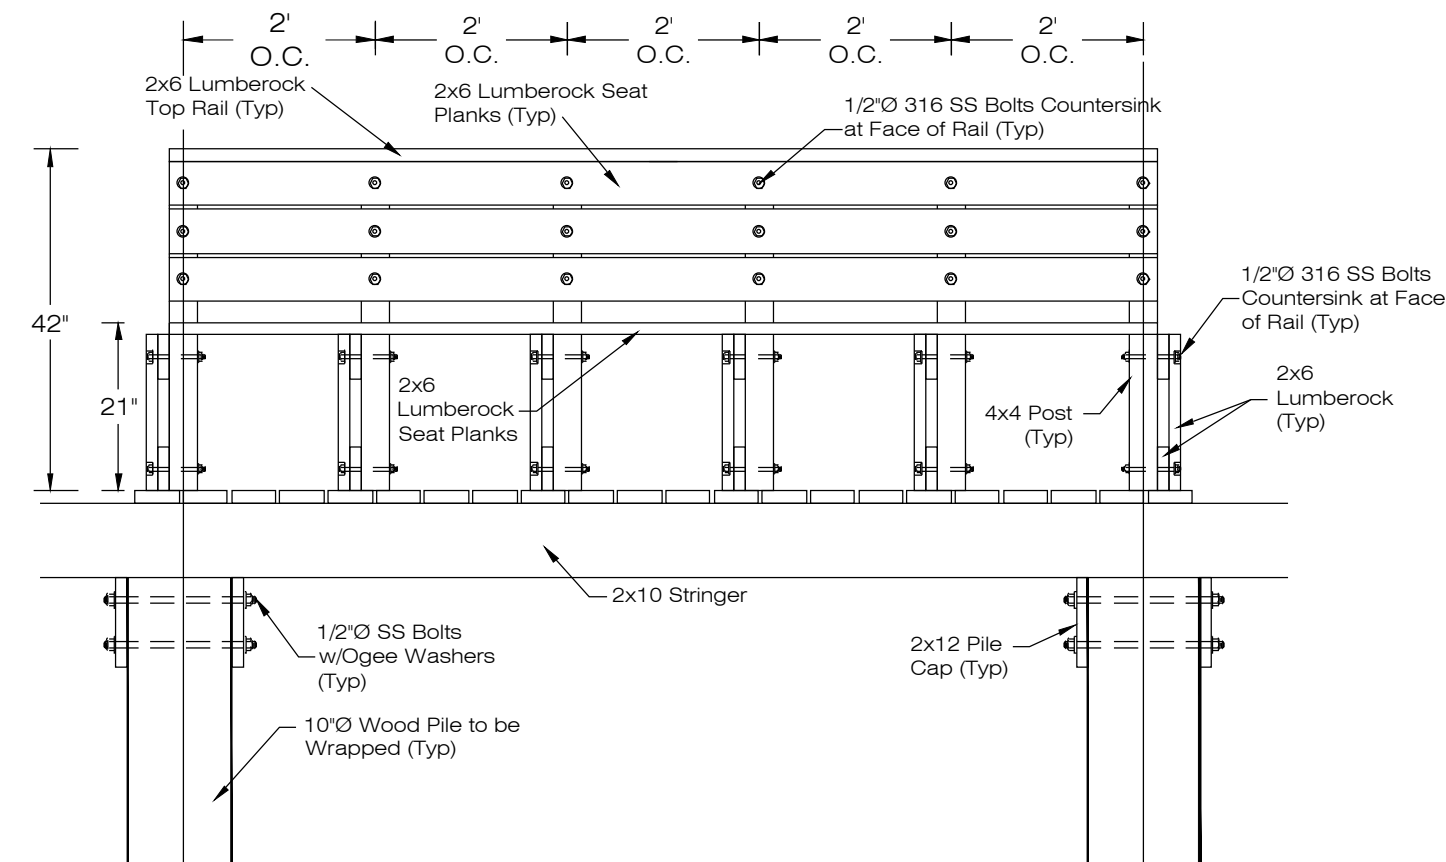 2'
O.C.
2'
O.C.
2'
O.C.
2'
O.C.
2'
O.C.
2x6 Lumberock
Top Rail (Typ)
2x6 Lumberock Seat
Planks (Typ)
1/2"Ø 316 SS Bolts Countersink
at Face of Rail (Typ)
42"
21"
1/2"Ø 316 SS Bolts
Countersink at Face
of Rail (Typ)
2x6
Lumberock
Seat Planks
4x4 Post
(Typ)
2x6
Lumberock
(Typ)
2x10 Stringer
1/2"Ø SS Bolts
w/Ogee Washers
(Typ)
2x12 Pile
Cap (Typ)
10"Ø Wood Pile to be
Wrapped (Typ)